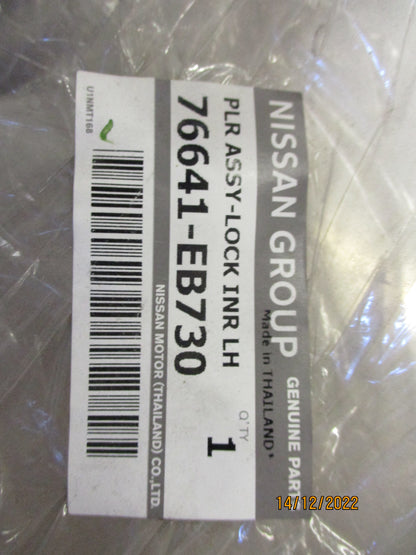 NISSAN GROUP GENUINE PART
Made in THAILAND"
PLR ASSY-LOCK INR LH
76641-EB730
Q'TY
1
U1NMT168
NISSAN MOTOR (THAILAND) CO.,LTD.
14/12/2022